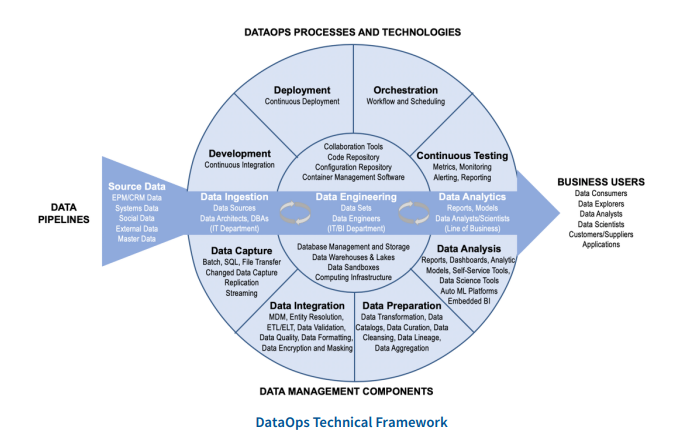 DATAOPS PROCESSES AND TECHNOLOGIES
Deployment
Continuous Deployment
Orchestration
Workflow and Scheduling
Development
Continuous Integration
Collaboration Tools
Code Repository
Configuration Repository
Container Management Software
Continuous Testing
Metrics, Monitoring
Alerting, Reporting
DATA
PIPELINES
Source Data
EPM/CRM Data
Systems Data
Social Data
External Data
Master Data
Data Ingestion
Data Sources
Data Architects, DBAs
(IT Department)
Data Engineering
Data Sets
Data Engineers
(IT/BI Department)
Data Analytics
Reports, Models
Data Analysts/Scientists
(Line of Business)
BUSINESS USERS
Data Consumers
Data Explorers
Data Analysts
Data Scientists
Customers/Suppliers
Applications
Data Capture
Batch, SQL, File Transfer
Changed Data Capture
Replication
Streaming
Database Management and Storage
Data Warehouses & Lakes
Data Sandboxes
Computing Infrastructure
Data Analysis
Reports, Dashboards, Analytic
Models, Self-Service Tools,
Data Science Tools
Auto ML Platforms
Embedded BI
Data Integration
MDM, Entity Resolution,
ETL/ELT, Data Validation,
Data Quality, Data Formatting,
Data Encryption and Masking
Data Preparation
Data Transformation, Data
Catalogs, Data Curation, Data
Cleansing, Data Lineage,
Data Aggregation
DATA MANAGEMENT COMPONENTS
DataOps Technical Framework